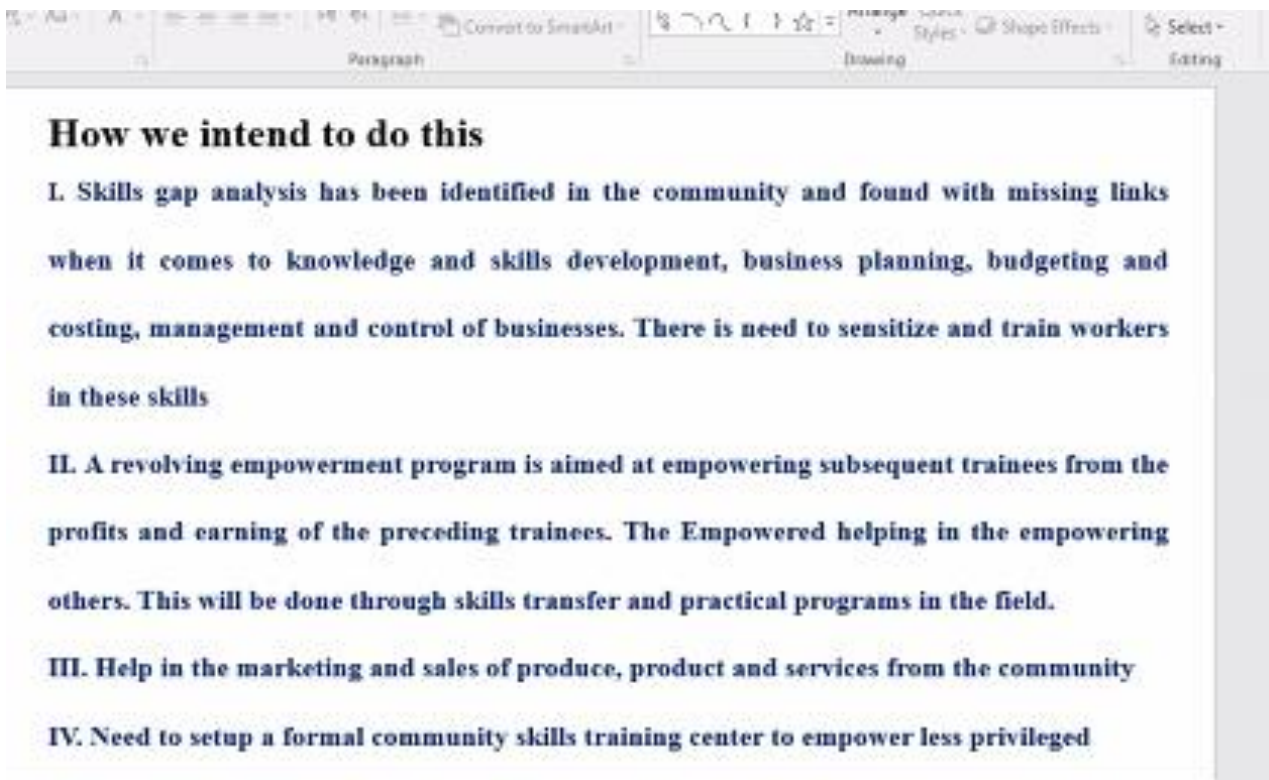 Aa
A
Convert to SmartArt
Arrange
Styles
Shape Effects
Select
Paragraph
Drawing
Editing
How we intend to do this
I. Skills gap analysis has been identified in the community and found with missing links
when it comes to knowledge and skills development, business planning, budgeting and
costing, management and control of businesses. There is need to sensitize and train workers
in these skills
II. A revolving empowerment program is aimed at empowering subsequent trainees from the
profits and earning of the preceding trainees. The Empowered helping in the empowering
others. This will be done through skills transfer and practical programs in the field.
III. Help in the marketing and sales of produce, product and services from the community
IV. Need to setup a formal community skills training center to empower less privileged